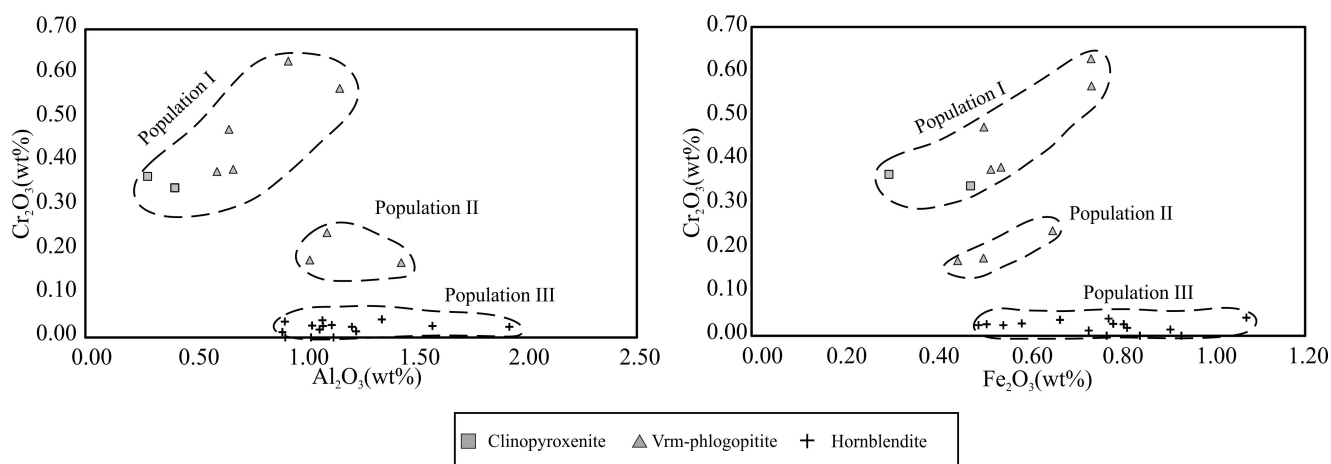 0.70
0.60
0.50
0.40
0.30
0.20
0.10
0.00
Cr₂O₃(wt%)
Population I
Population II
Population III
0.00 0.50 1.00 1.50 2.00 2.50
Al₂O₃(wt%)
0.70
0.60
0.50
0.40
0.30
0.20
0.10
0.00
Cr₂O₃(wt%)
Population I
Population II
Population III
0.00 0.20 0.40 0.60 0.80 1.00 1.20
Fe₂O₃(wt%)
Clinopyroxenite Vrm-phlogopitite Hornblendite